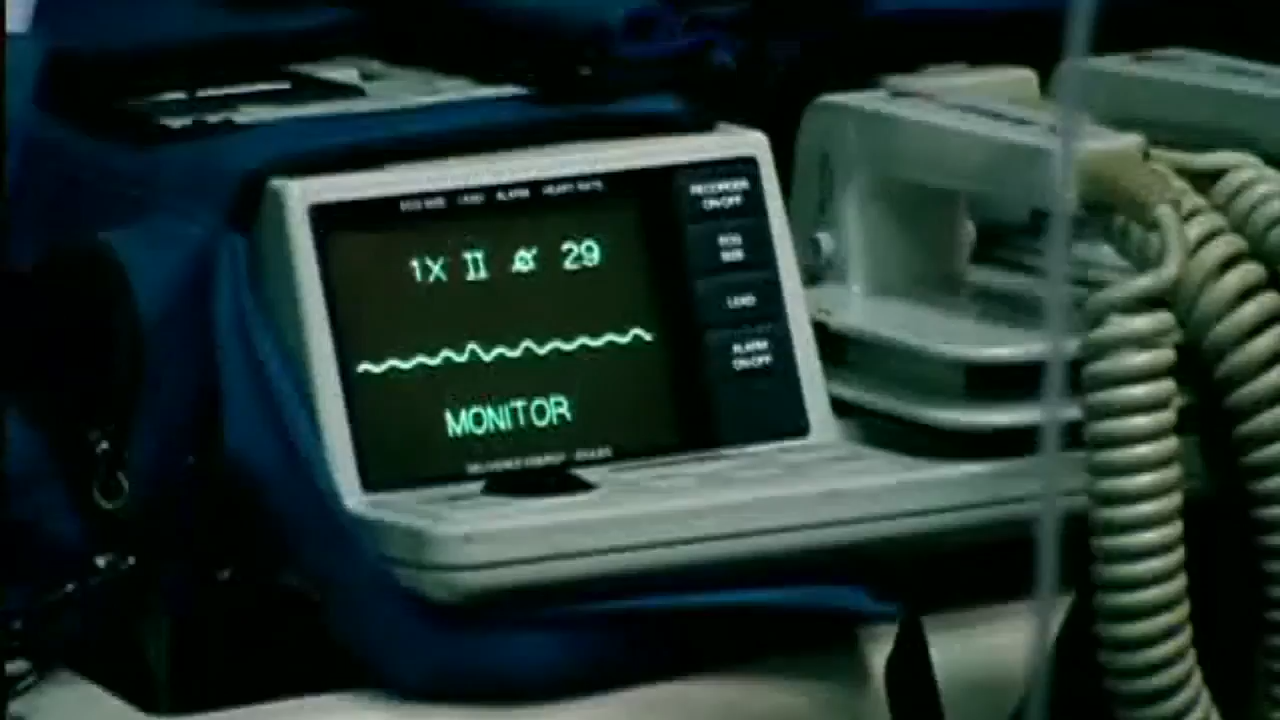 ECG SIZE LEAD ALARM HEART RATE
1X II 29
MONITOR
RECORDER
ON/OFF
ECG
SIZE
LEAD
ALARM
ON/OFF